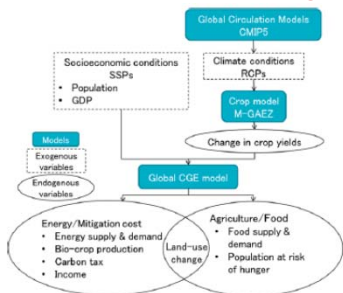 Global Circulation Models
CMIP5
Socioeconomic conditions
SSPs
• Population
• GDP
Climate conditions
RCPs
Crop model
M-GAEZ
Models
Exogenous
variables
Endogenous
variables
Change in crop yields
Global CGE model
Energy/Mitigation cost
• Energy supply & demand
• Bio-crop production
• Carbon tax
• Income
Land-use
change
Agriculture/Food
• Food supply &
demand
• Population at risk
of hunger